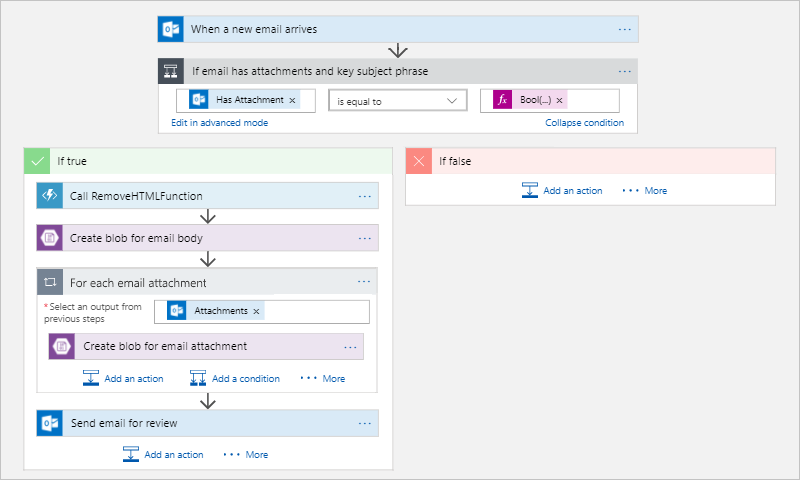 When a new email arrives
If email has attachments and key subject phrase
Has Attachment × is equal to fx Bool(...) ×
Edit in advanced mode Collapse condition
If true
Call RemoveHTMLFunction
Create blob for email body
For each email attachment
*Select an output from
previous steps
Attachments ×
Create blob for email attachment
Add an action Add a condition ··· More
Send email for review
Add an action ··· More
If false
Add an action ··· More